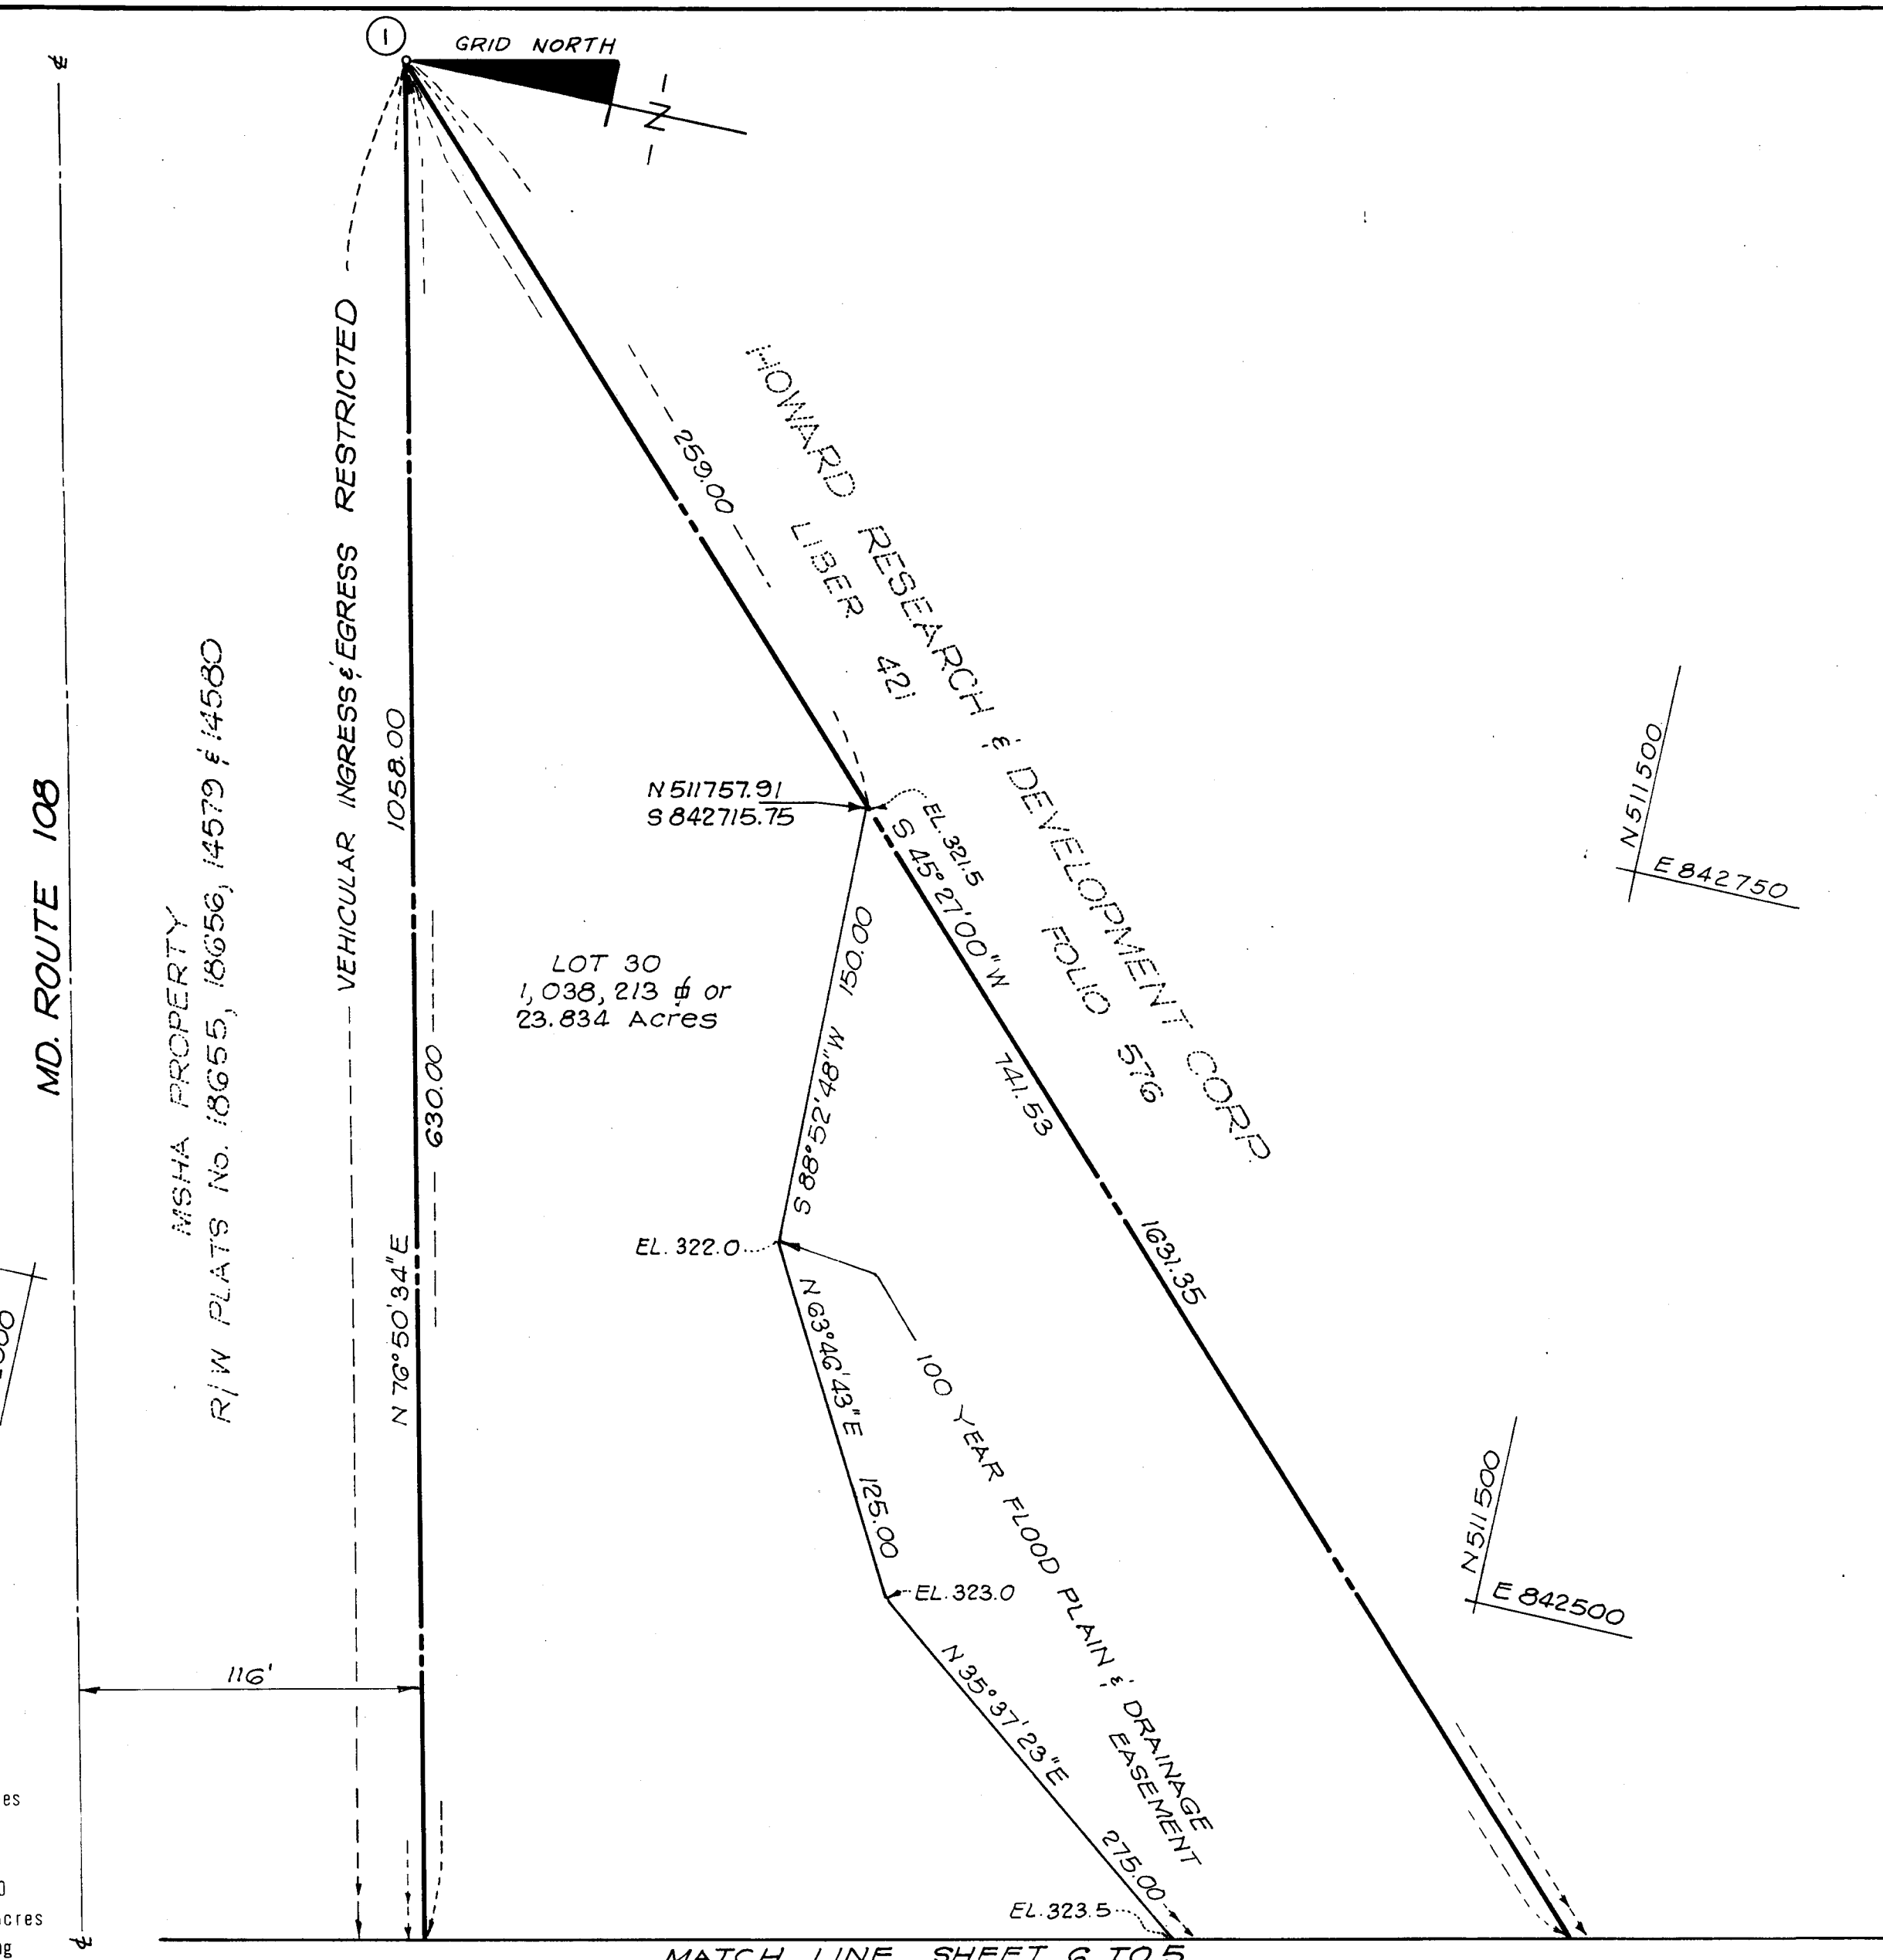 1
GRID NORTH
N
MD. ROUTE 108
MSHA PROPERTY
R/W PLATS No. 18655, 18656, 14579 & 14580
VEHICULAR INGRESS & EGRESS RESTRICTED
1058.00
630.00
N 76°50'34"E
116'
259.00
HOWARD RESEARCH & DEVELOPMENT CORP.
LIBER 421 FOLIO 576
N 511757.91
S 842715.75
EL. 321.5
S 45°27'00"W
741.53
1631.35
LOT 30
1,038,213 ⏍ or
23.834 Acres
S 88°52'48"W 150.00
EL. 322.0
N 63°46'43"E 125.00
EL. 323.0
N 35°37'23"E 275.00
EL. 323.5
100 YEAR FLOOD PLAIN & DRAINAGE
EASEMENT
N 511500
E 842750
N 511500
E 842500
es
MATCH LINE SHEET 6 TO 5